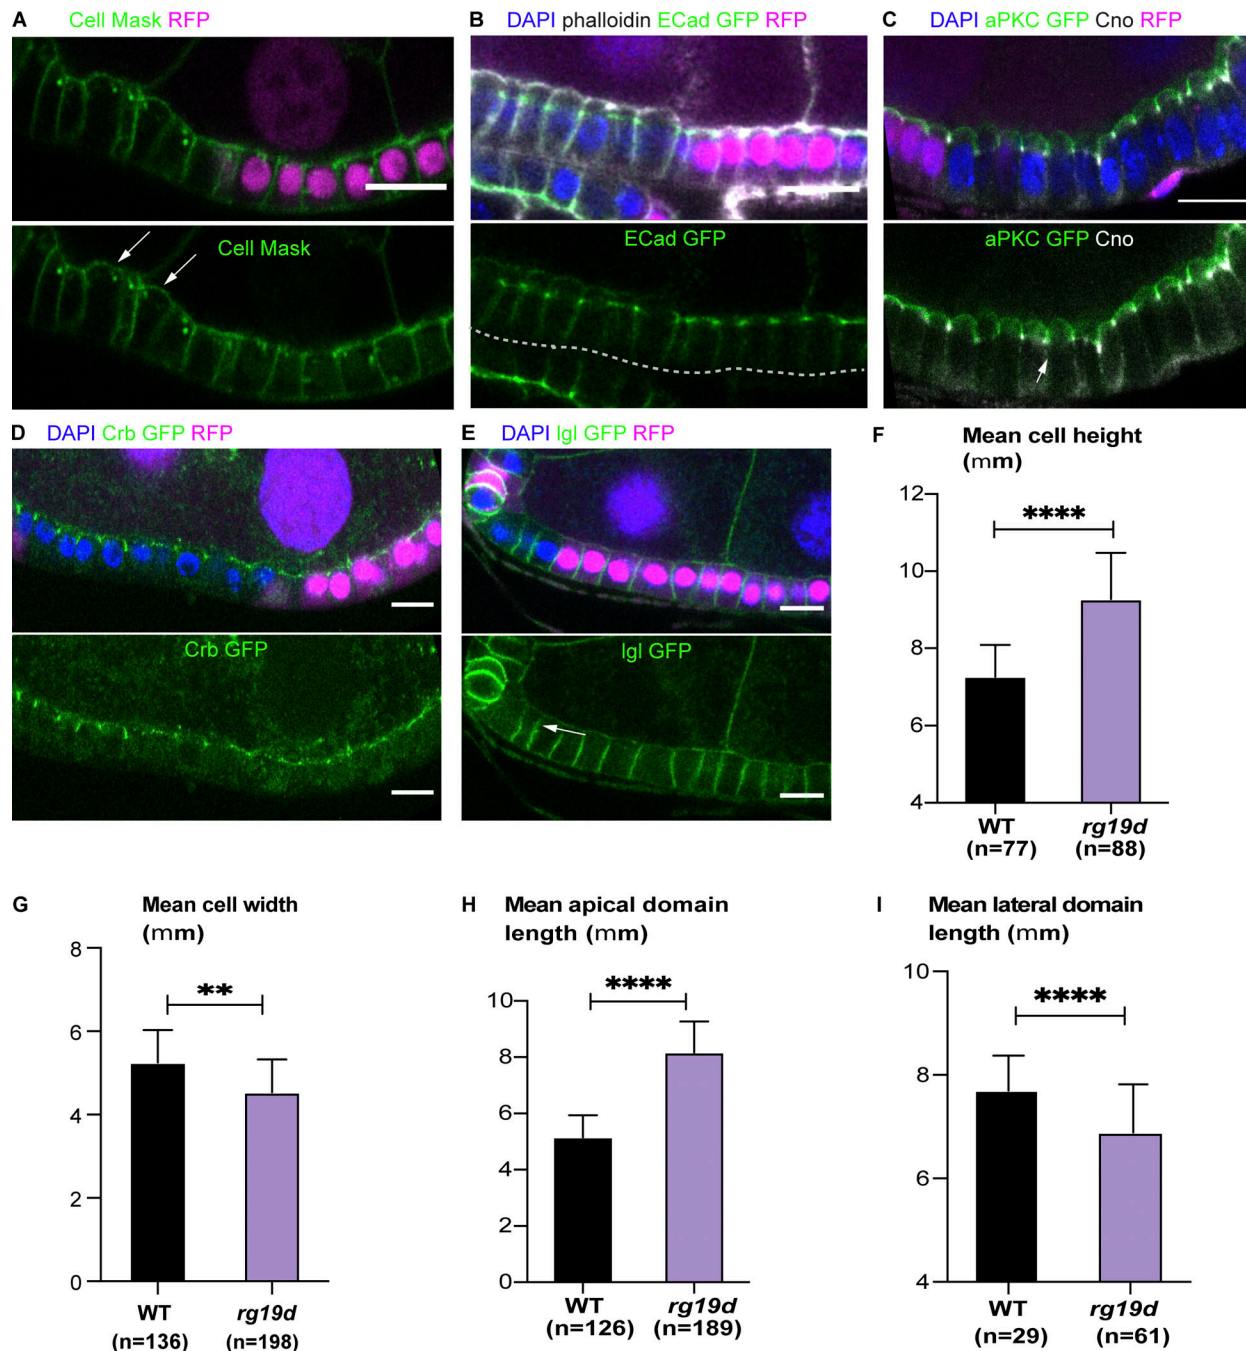 A Cell Mask RFP
Cell Mask
B DAPI phalloidin ECad GFP RFP
ECad GFP
C DAPI aPKC GFP Cno RFP
aPKC GFP Cno
D DAPI Crb GFP RFP
Crb GFP
E DAPI lgl GFP RFP
lgl GFP
F Mean cell height
(mm)
12
10
8
6
4
****
WT
(n=77)
rg19d
(n=88)
G Mean cell width
(mm)
8
6
4
2
0
**
WT
(n=136)
rg19d
(n=198)
H Mean apical domain
length (mm)
10
8
6
4
2
0
****
WT
(n=126)
rg19d
(n=189)
I Mean lateral domain
length (mm)
10
8
6
4
****
WT
(n=29)
rg19d
(n=61)